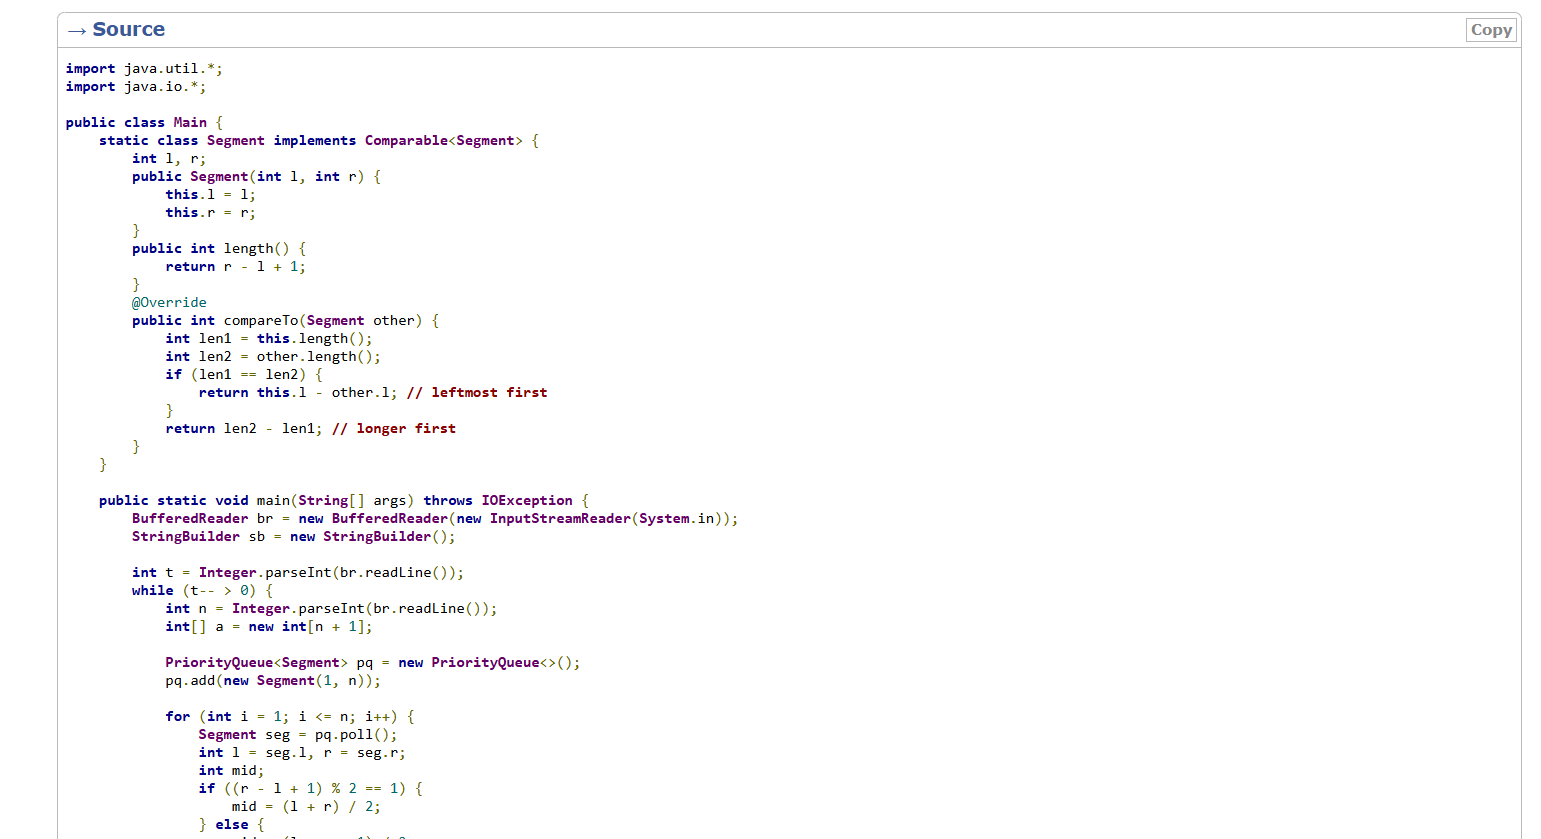 → Source
Copy
import java.util.*;
import java.io.*;
public class Main {
static class Segment implements Comparable<Segment> {
int l, r;
public Segment(int l, int r) {
this.l = l;
this.r = r;
}
public int length() {
return r - l + 1;
}
@Override
public int compareTo(Segment other) {
int len1 = this.length();
int len2 = other.length();
if (len1 == len2) {
return this.l - other.l; // leftmost first
}
return len2 - len1; // longer first
}
}
public static void main(String[] args) throws IOException {
BufferedReader br = new BufferedReader(new InputStreamReader(System.in));
StringBuilder sb = new StringBuilder();
int t = Integer.parseInt(br.readLine());
while (t-- > 0) {
int n = Integer.parseInt(br.readLine());
int[] a = new int[n + 1];
PriorityQueue<Segment> pq = new PriorityQueue<>();
pq.add(new Segment(1, n));
for (int i = 1; i <= n; i++) {
Segment seg = pq.poll();
int l = seg.l, r = seg.r;
int mid;
if ((r - l + 1) % 2 == 1) {
mid = (l + r) / 2;
} else {